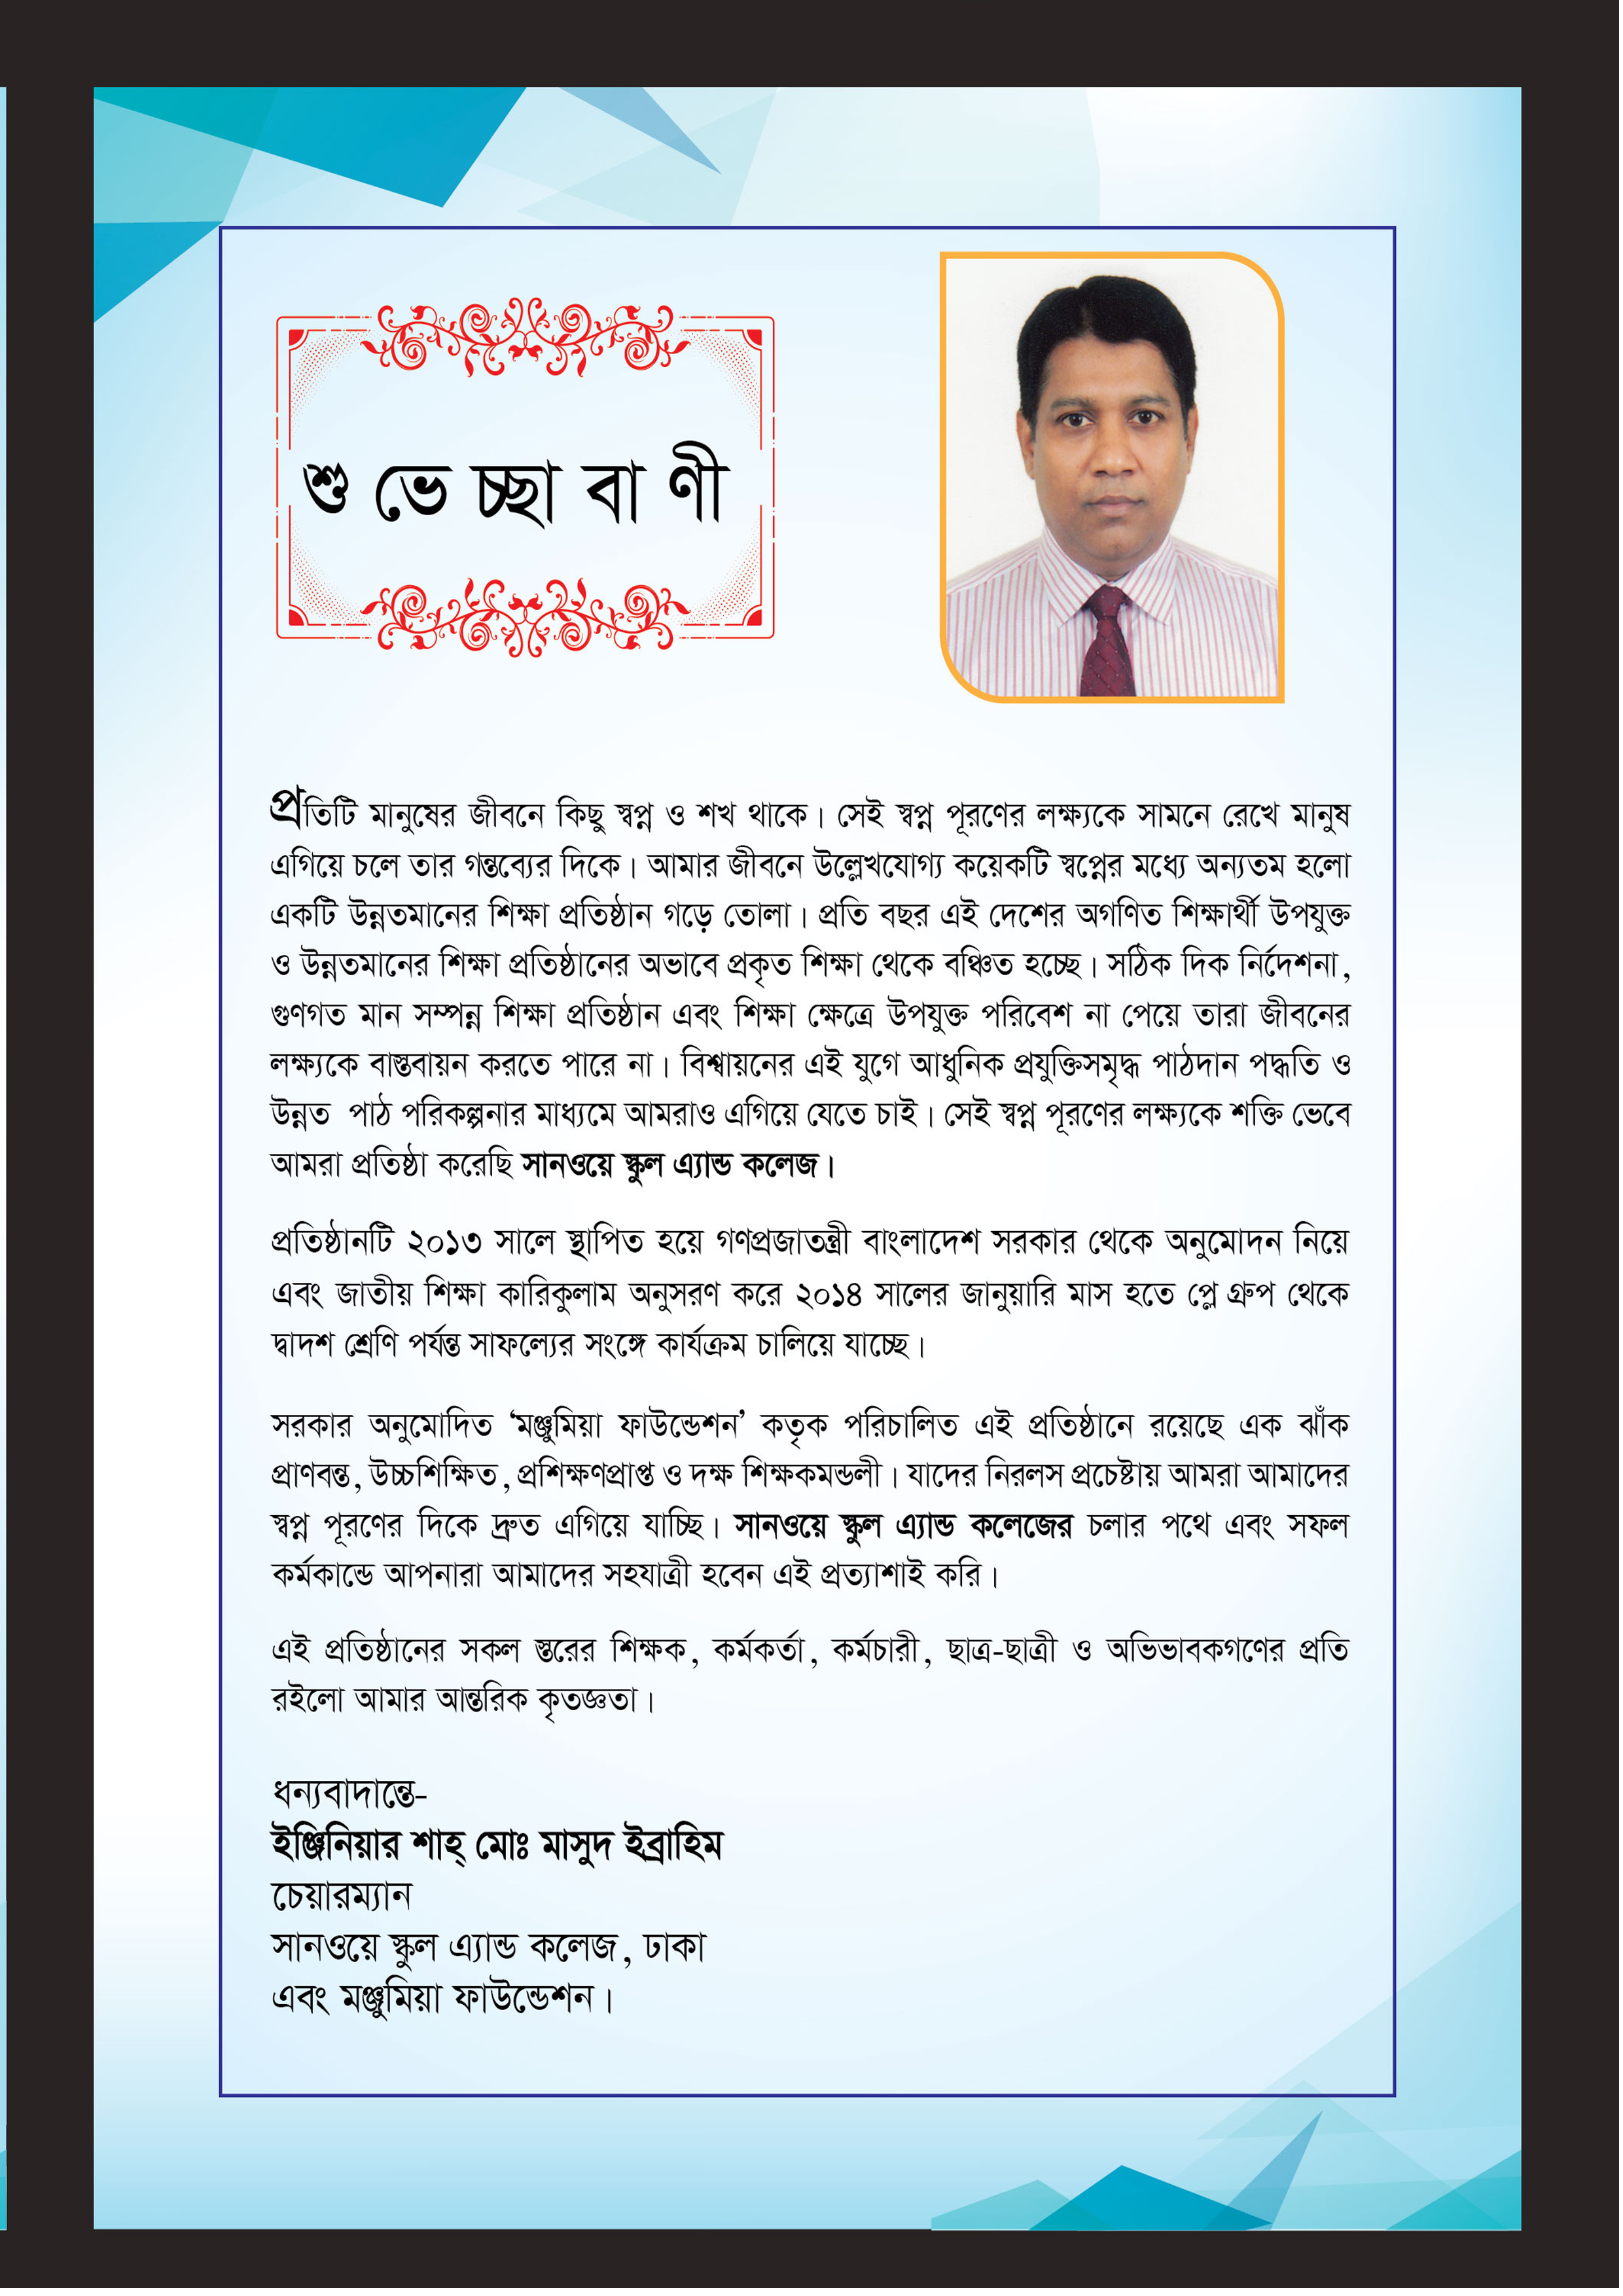 শু ভে চ্ছা বা ণী
প্রতিটি মানুষের জীবনে কিছু স্বপ্ন ও শখ থাকে। সেই স্বপ্ন পূরণের লক্ষ্যকে সামনে রেখে মানুষ
এগিয়ে চলে তার গন্তব্যের দিকে। আমার জীবনে উল্লেখযোগ্য কয়েকটি স্বপ্নের মধ্যে অন্যতম হলো
একটি উন্নতমানের শিক্ষা প্রতিষ্ঠান গড়ে তোলা। প্রতি বছর এই দেশের অগণিত শিক্ষার্থী উপযুক্ত
ও উন্নতমানের শিক্ষা প্রতিষ্ঠানের অভাবে প্রকৃত শিক্ষা থেকে বঞ্চিত হচ্ছে। সঠিক দিক নির্দেশনা,
গুণগত মান সম্পন্ন শিক্ষা প্রতিষ্ঠান এবং শিক্ষা ক্ষেত্রে উপযুক্ত পরিবেশ না পেয়ে তারা জীবনের
লক্ষ্যকে বাস্তবায়ন করতে পারে না। বিশ্বায়নের এই যুগে আধুনিক প্রযুক্তিসমৃদ্ধ পাঠদান পদ্ধতি ও
উন্নত পাঠ পরিকল্পনার মাধ্যমে আমরাও এগিয়ে যেতে চাই। সেই স্বপ্ন পূরণের লক্ষ্যকে শক্তি ভেবে
আমরা প্রতিষ্ঠা করেছি সানওয়ে স্কুল এ্যান্ড কলেজ।
প্রতিষ্ঠানটি ২০১৩ সালে স্থাপিত হয়ে গণপ্রজাতন্ত্রী বাংলাদেশ সরকার থেকে অনুমোদন নিয়ে
এবং জাতীয় শিক্ষা কারিকুলাম অনুসরণ করে ২০১৪ সালের জানুয়ারি মাস হতে প্লে গ্রুপ থেকে
দ্বাদশ শ্রেণি পর্যন্ত সাফল্যের সংঙ্গে কার্যক্রম চালিয়ে যাচ্ছে।
সরকার অনুমোদিত ‘মঞ্জুমিয়া ফাউন্ডেশন’ কতৃক পরিচালিত এই প্রতিষ্ঠানে রয়েছে এক ঝাঁক
প্রাণবন্ত, উচ্চশিক্ষিত, প্রশিক্ষণপ্রাপ্ত ও দক্ষ শিক্ষকমন্ডলী। যাদের নিরলস প্রচেষ্টায় আমরা আমাদের
স্বপ্ন পূরণের দিকে দ্রুত এগিয়ে যাচ্ছি। সানওয়ে স্কুল এ্যান্ড কলেজের চলার পথে এবং সফল
কর্মকান্ডে আপনারা আমাদের সহযাত্রী হবেন এই প্রত্যাশাই করি।
এই প্রতিষ্ঠানের সকল স্তরের শিক্ষক, কর্মকর্তা, কর্মচারী, ছাত্র-ছাত্রী ও অভিভাবকগণের প্রতি
রইলো আমার আন্তরিক কৃতজ্ঞতা।
ধন্যবাদান্তে-
ইঞ্জিনিয়ার শাহ্ মোঃ মাসুদ ইব্রাহিম
চেয়ারম্যান
সানওয়ে স্কুল এ্যান্ড কলেজ, ঢাকা
এবং মঞ্জুমিয়া ফাউন্ডেশন।